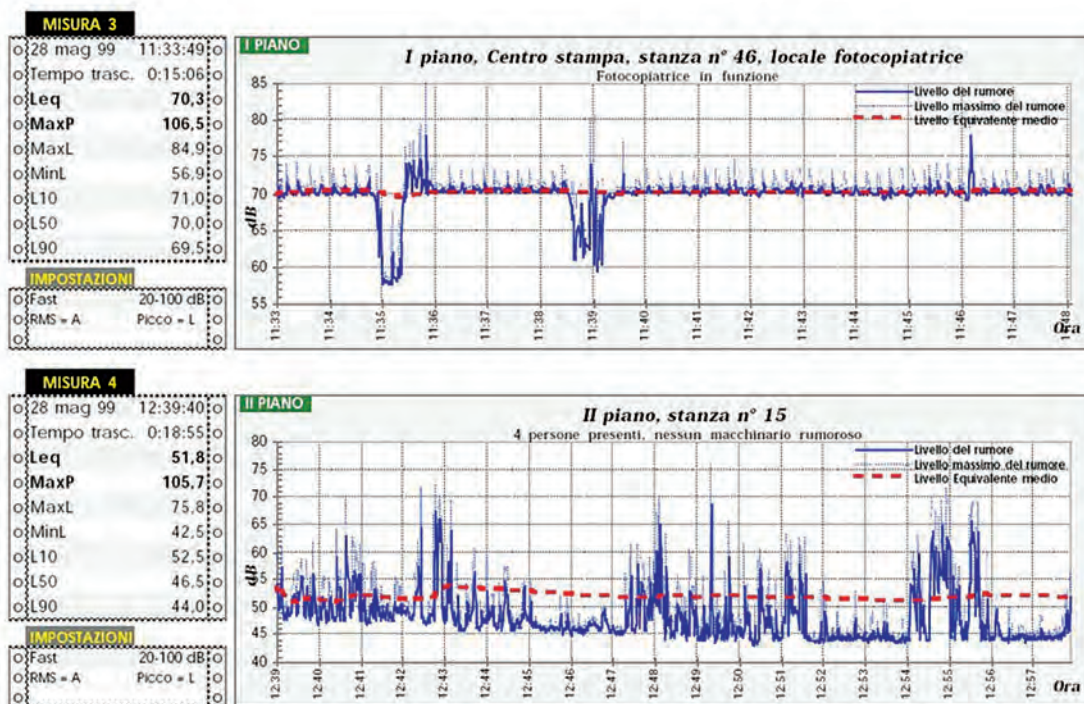 MISURA 3
28 mag 99 11:33:49
Tempo trasc. 0:15:06
Leq 70,3
MaxP 106,5
MaxL 84,9
MinL 56,9
L10 71,0
L50 70,0
L90 69,5
IMPOSTAZIONI
Fast 20-100 dB
RMS = A Picco = L
I PIANO
I piano, Centro stampa, stanza n° 46, locale fotocopiatrice
Fotocopiatrice in funzione
Livello del rumore
Livello massimo del rumore
Livello Equivalente medio
85
80
75
70
65
60
55
dB
11:33 11:34 11:35 11:36 11:37 11:38 11:39 11:40 11:41 11:42 11:43 11:44 11:45 11:46 11:47 11:48
Ora
MISURA 4
28 mag 99 12:39:40
Tempo trasc. 0:18:55
Leq 51,8
MaxP 105,7
MaxL 75,8
MinL 42,5
L10 52,5
L50 46,5
L90 44,0
IMPOSTAZIONI
Fast 20-100 dB
RMS = A Picco = L
II PIANO
II piano, stanza n° 15
4 persone presenti, nessun macchinario rumoroso
Livello del rumore
Livello massimo del rumore
Livello Equivalente medio
80
75
70
65
60
55
50
45
40
dB
12:39 12:40 12:41 12:42 12:43 12:44 12:45 12:46 12:47 12:48 12:49 12:50 12:51 12:52 12:53 12:54 12:55 12:56 12:57
Ora